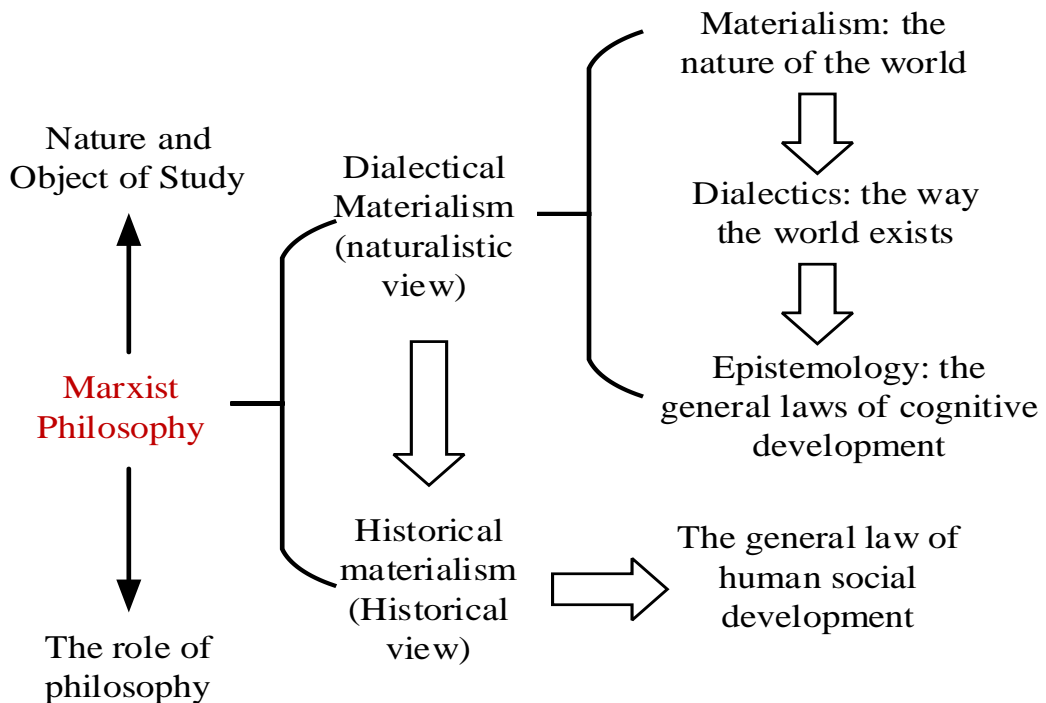 Nature and
Object of Study
Marxist
Philosophy
The role of
philosophy
Dialectical
Materialism
(naturalistic
view)
Historical
materialism
(Historical
view)
Materialism: the
nature of the world
Dialectics: the way
the world exists
Epistemology: the
general laws of cognitive
development
The general law of
human social
development